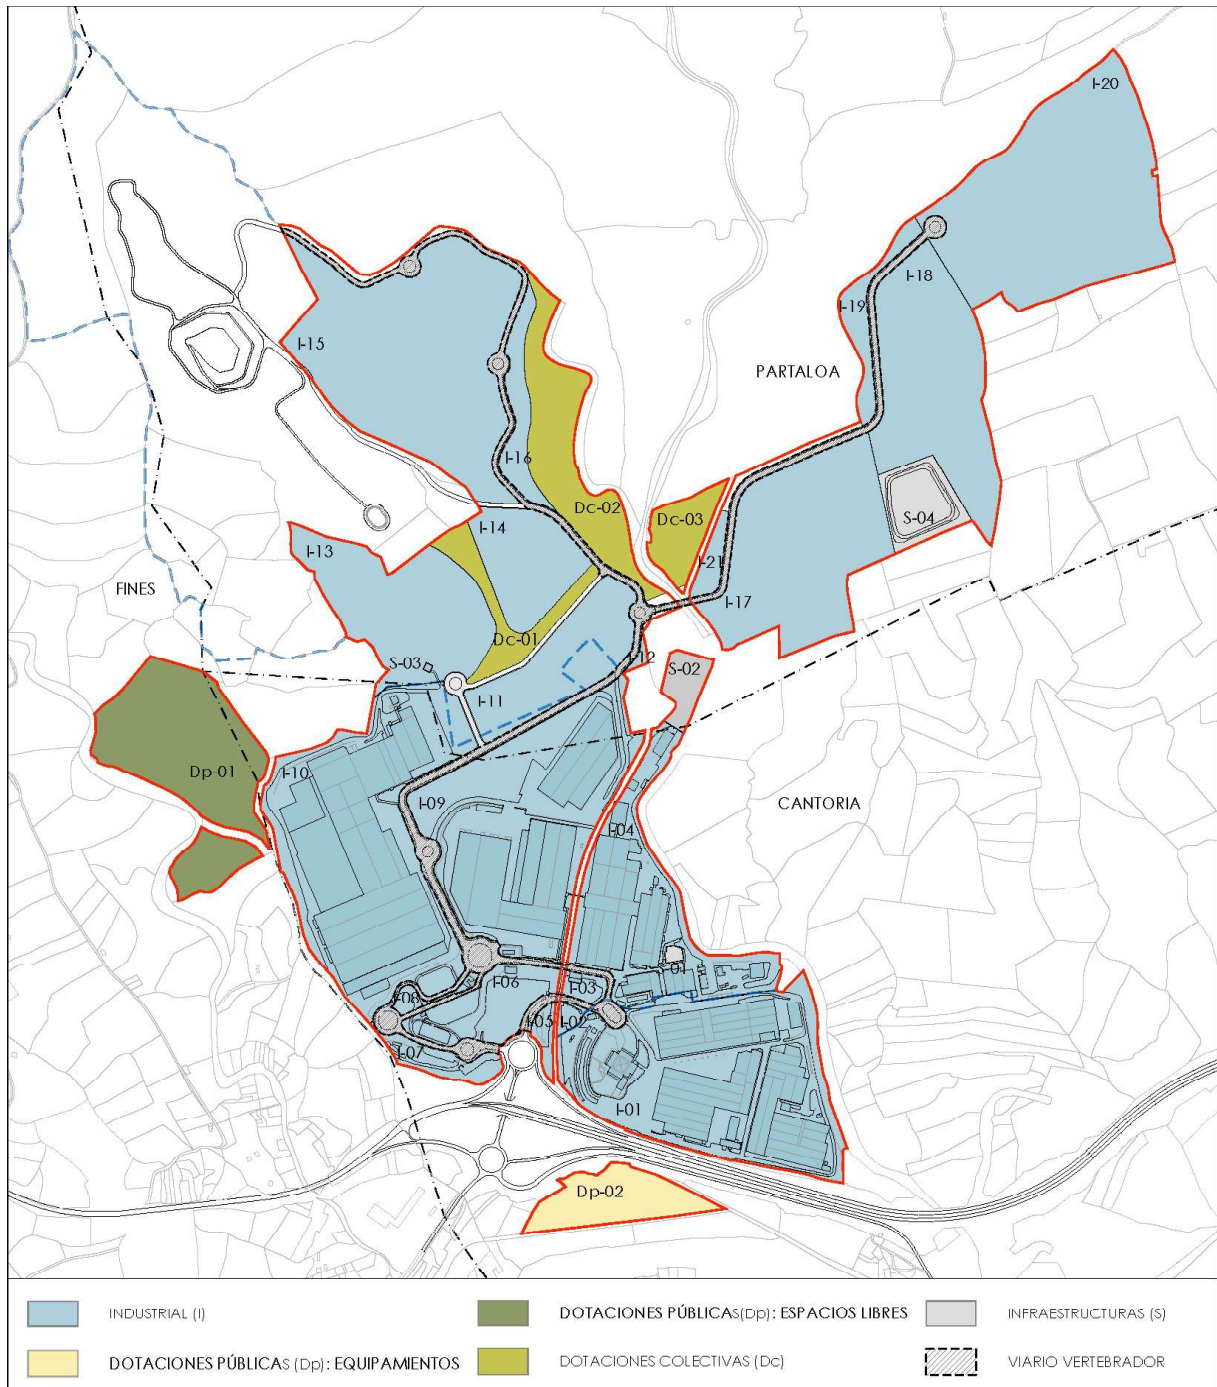 I-20
I-18
I-19
I-15
PARTALOA
I-16
Dc-02
Dc-03
S-04
I-14
I-13
I-21
FINES
I-17
Dc-01
I-12
S-03
S-02
I-11
Dp-01
I-10
I-09
CANTORIA
I-04
I-06
I-03
I-08
I-05
I-02
I-07
I-01
Dp-02
INDUSTRIAL (I)
DOTACIONES PÚBLICAS(Dp): ESPACIOS LIBRES
INFRAESTRUCTURAS (S)
DOTACIONES PÚBLICAS (Dp): EQUIPAMIENTOS
DOTACIONES COLECTIVAS (Dc)
VIARIO VERTEBRADOR